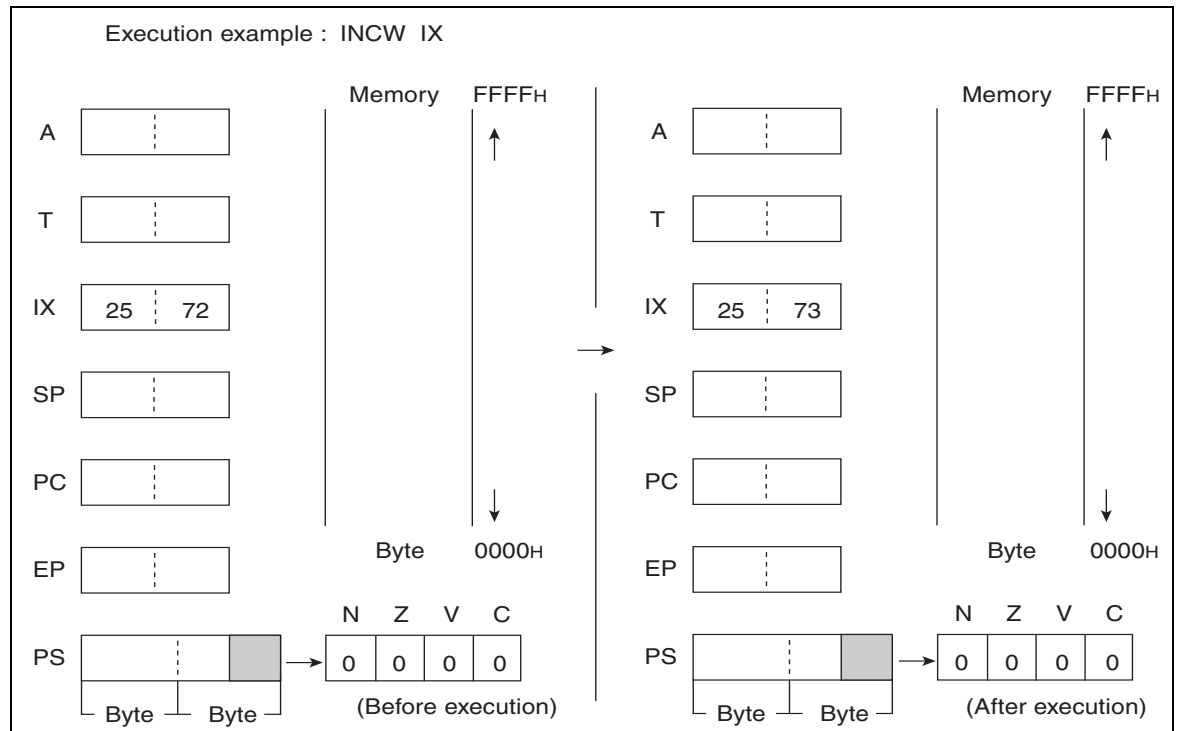 Execution example : INCW IX
Memory FFFFH
A
T
IX 25 72
SP
PC
EP
Byte 0000H
N Z V C
PS 0 0 0 0
Byte Byte
(Before execution)
Memory FFFFH
A
T
IX 25 73
SP
PC
EP
Byte 0000H
N Z V C
PS 0 0 0 0
Byte Byte
(After execution)